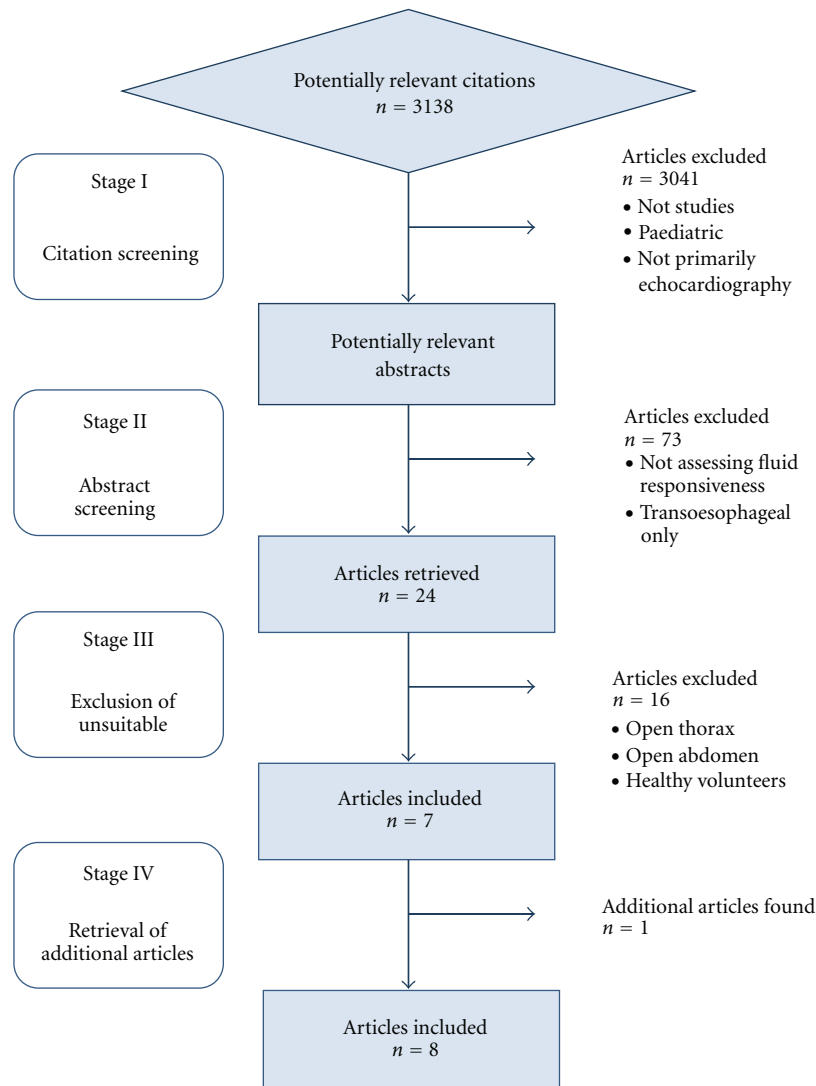 Potentially relevant citations
n = 3138
Stage I
Citation screening
Articles excluded
n = 3041
• Not studies
• Paediatric
• Not primarily
echocardiography
Potentially relevant
abstracts
Stage II
Abstract
screening
Articles excluded
n = 73
• Not assessing fluid
responsiveness
• Transoesophageal
only
Articles retrieved
n = 24
Stage III
Exclusion of
unsuitable
Articles excluded
n = 16
• Open thorax
• Open abdomen
• Healthy volunteers
Articles included
n = 7
Stage IV
Retrieval of
additional articles
Additional articles found
n = 1
Articles included
n = 8